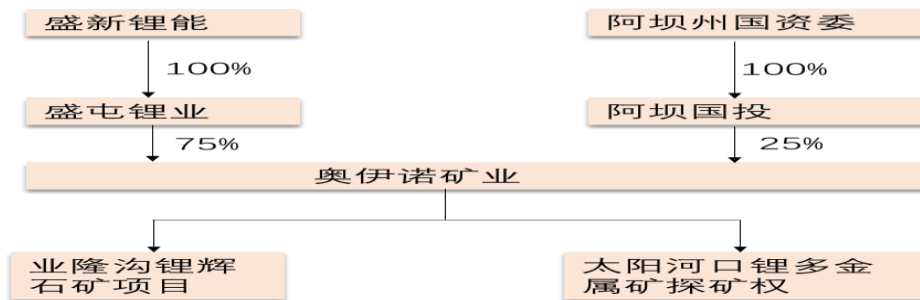 盛新锂能
阿坝州国资委
100%
100%
盛屯锂业
阿坝国投
75%
25%
奥伊诺矿业
业隆沟锂辉
石矿项目
太阳河口锂多金
属矿探矿权